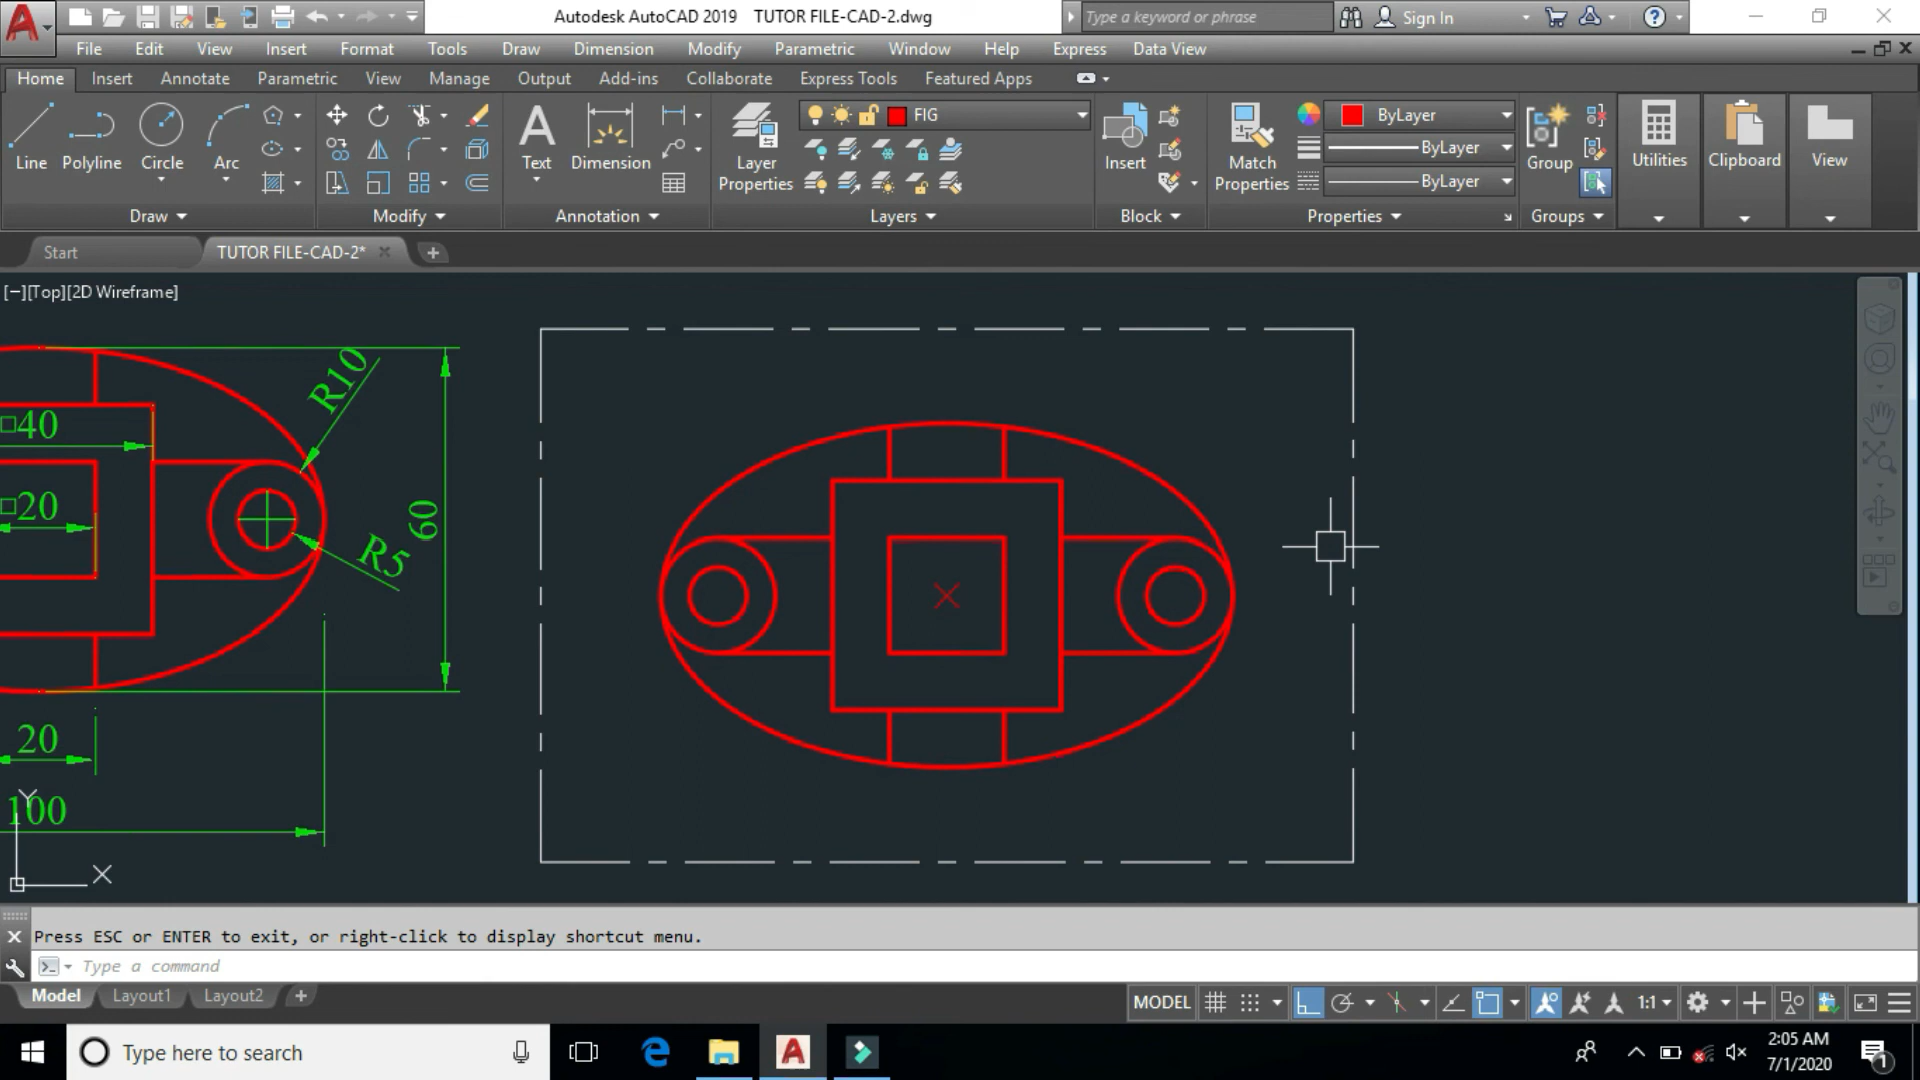 Autodesk AutoCAD 2019 TUTOR FILE-CAD-2.dwg
Type a keyword or phrase
Sign In
File Edit View Insert Format Tools Draw Dimension Modify Parametric Window Help Express Data View
Home Insert Annotate Parametric View Manage Output Add-ins Collaborate Express Tools Featured Apps
FIG
ByLayer
ByLayer
ByLayer
Line Polyline Circle Arc
Text Dimension
Layer Properties
Insert
Match Properties
Group
Utilities Clipboard View
Draw Modify Annotation Layers Block Properties Groups
Start TUTOR FILE-CAD-2*
[−][Top][2D Wireframe]
R10
□40
□20
60
R5
20
100
Y
X
Press ESC or ENTER to exit, or right-click to display shortcut menu.
Type a command
Model Layout1 Layout2
MODEL 1:1
Type here to search
2:05 AM
7/1/2020
1